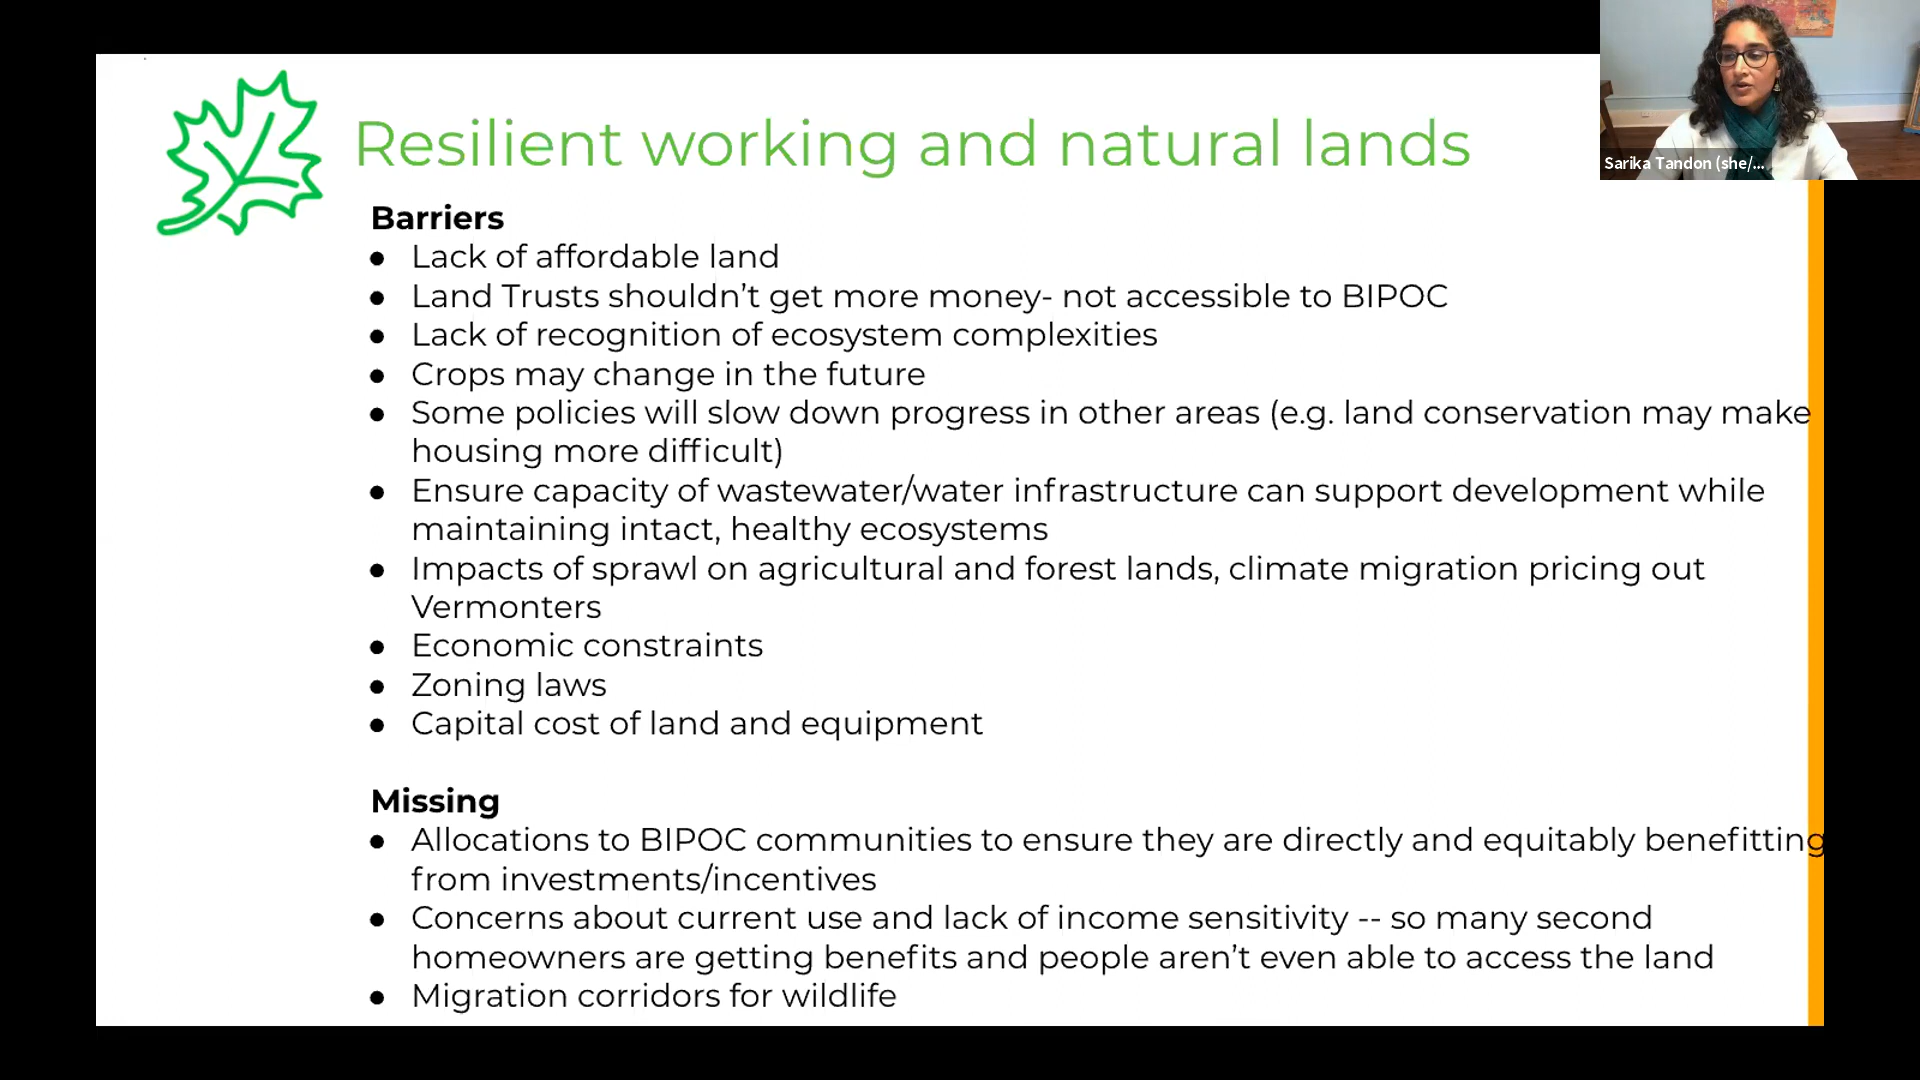 Resilient working and natural lands
Sarika Tandon (she/...
Barriers
● Lack of affordable land
● Land Trusts shouldn’t get more money- not accessible to BIPOC
● Lack of recognition of ecosystem complexities
● Crops may change in the future
● Some policies will slow down progress in other areas (e.g. land conservation may make
housing more difficult)
● Ensure capacity of wastewater/water infrastructure can support development while
maintaining intact, healthy ecosystems
● Impacts of sprawl on agricultural and forest lands, climate migration pricing out
Vermonters
● Economic constraints
● Zoning laws
● Capital cost of land and equipment
Missing
● Allocations to BIPOC communities to ensure they are directly and equitably benefitting
from investments/incentives
● Concerns about current use and lack of income sensitivity -- so many second
homeowners are getting benefits and people aren’t even able to access the land
● Migration corridors for wildlife